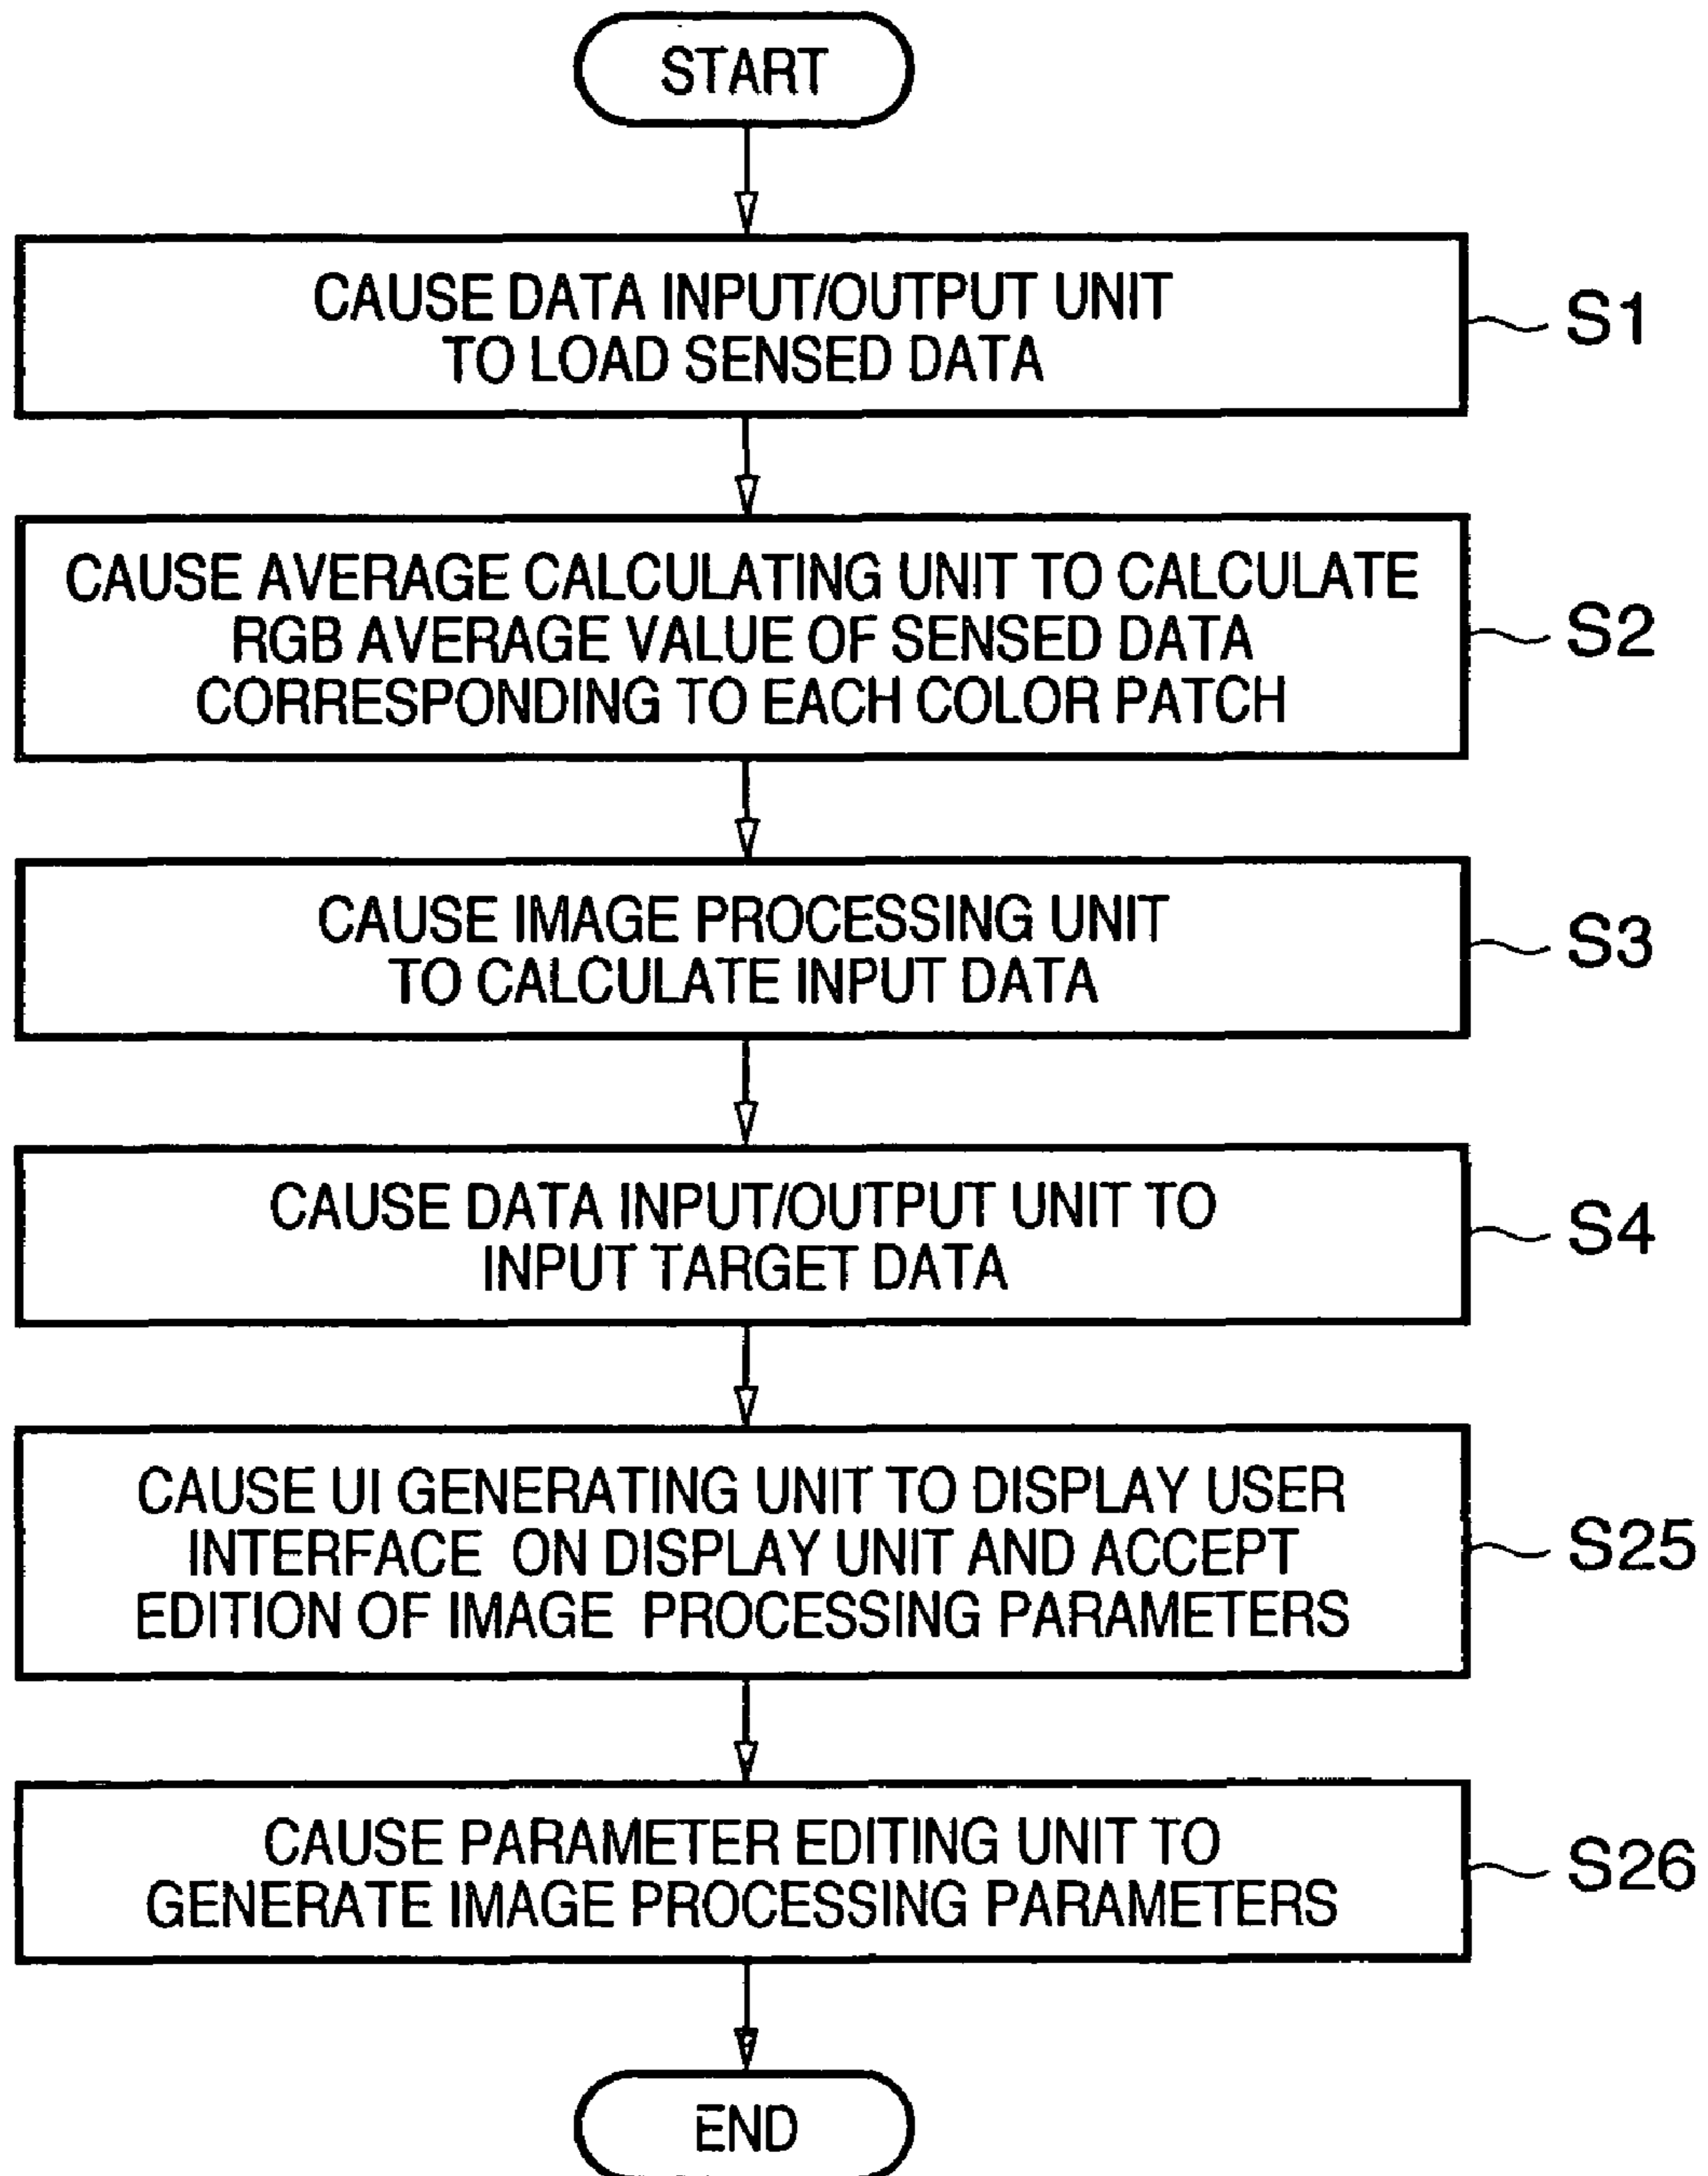 START
CAUSE DATA INPUT/OUTPUT UNIT
TO LOAD SENSED DATA
S1
CAUSE AVERAGE CALCULATING UNIT TO CALCULATE
RGB AVERAGE VALUE OF SENSED DATA
CORRESPONDING TO EACH COLOR PATCH
S2
CAUSE IMAGE PROCESSING UNIT
TO CALCULATE INPUT DATA
S3
CAUSE DATA INPUT/OUTPUT UNIT TO
INPUT TARGET DATA
S4
CAUSE UI GENERATING UNIT TO DISPLAY USER
INTERFACE ON DISPLAY UNIT AND ACCEPT
EDITION OF IMAGE PROCESSING PARAMETERS
S25
CAUSE PARAMETER EDITING UNIT TO
GENERATE IMAGE PROCESSING PARAMETERS
S26
END